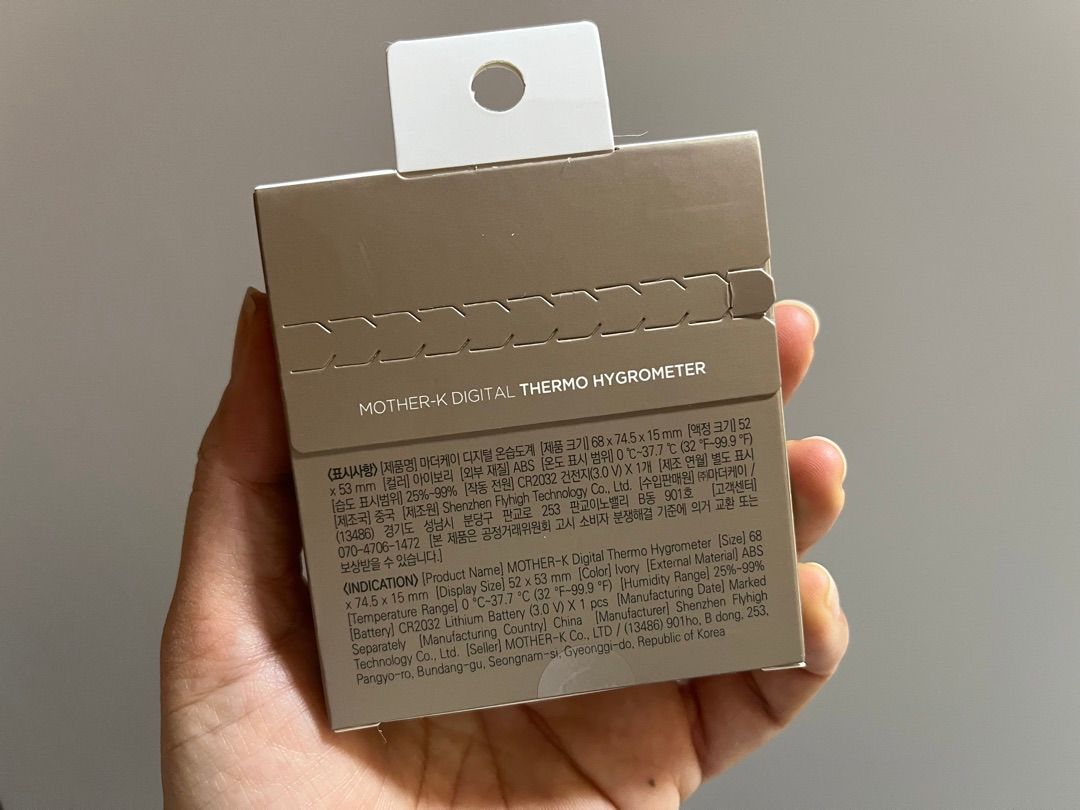 MOTHER-K DIGITAL THERMO HYGROMETER
〈표시사항〉 [제품명] 마더케이 디지털 온습도계 [제품 크기] 68 x 74.5 x 15 mm [액정 크기] 52
x 53 mm [컬러] 아이보리 [외부 재질] ABS [온도 표시 범위] 0 ℃~37.7 ℃ (32 °F~99.9 °F)
[습도 표시범위] 25%~99% [작동 전원] CR2032 건전지(3.0 V) X 1개 [제조 연월] 별도 표시
[제조국] 중국 [제조원] Shenzhen Flyhigh Technology Co., Ltd. [수입판매원] ㈜마더케이 /
(13486) 경기도 성남시 분당구 판교로 253 판교이노밸리 B동 901호 [고객센터]
070-4706-1472 [본 제품은 공정거래위원회 고시 소비자 분쟁해결 기준에 의거 교환 또는
보상받을 수 있습니다.]
〈INDICATION〉 [Product Name] MOTHER-K Digital Thermo Hygrometer [Size] 68
x 74.5 x 15 mm [Display Size] 52 x 53 mm [Color] Ivory [External Material] ABS
[Temperature Range] 0 ℃~37.7 ℃ (32 °F~99.9 °F) [Humidity Range] 25%~99%
[Battery] CR2032 Lithium Battery (3.0 V) X 1 pcs [Manufacturing Date] Marked
Separately [Manufacturing Country] China [Manufacturer] Shenzhen Flyhigh
Technology Co., Ltd. [Seller] MOTHER-K Co., LTD / (13486) 901ho, B dong, 253,
Pangyo-ro, Bundang-gu, Seongnam-si, Gyeonggi-do, Republic of Korea